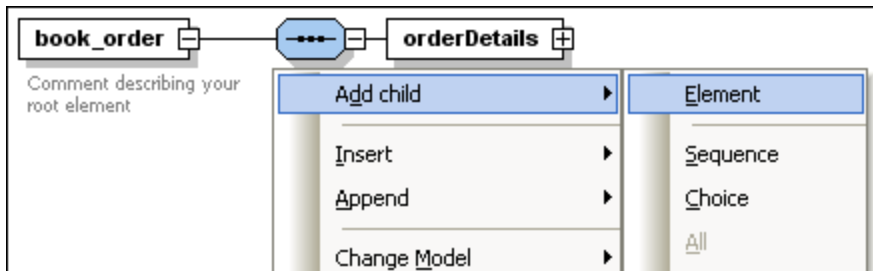 book_order
orderDetails
Comment describing your
root element
Add child
Element
Insert
Sequence
Append
Choice
All
Change Model